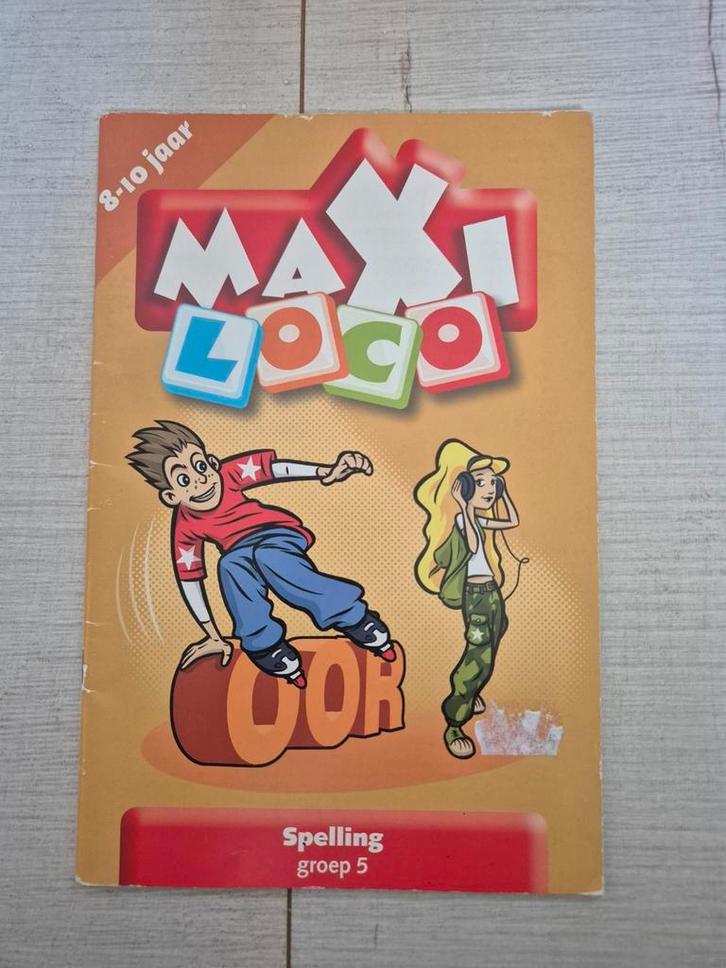 8-10 jaar
MAXI
LOCO
OOR
Spelling
groep 5